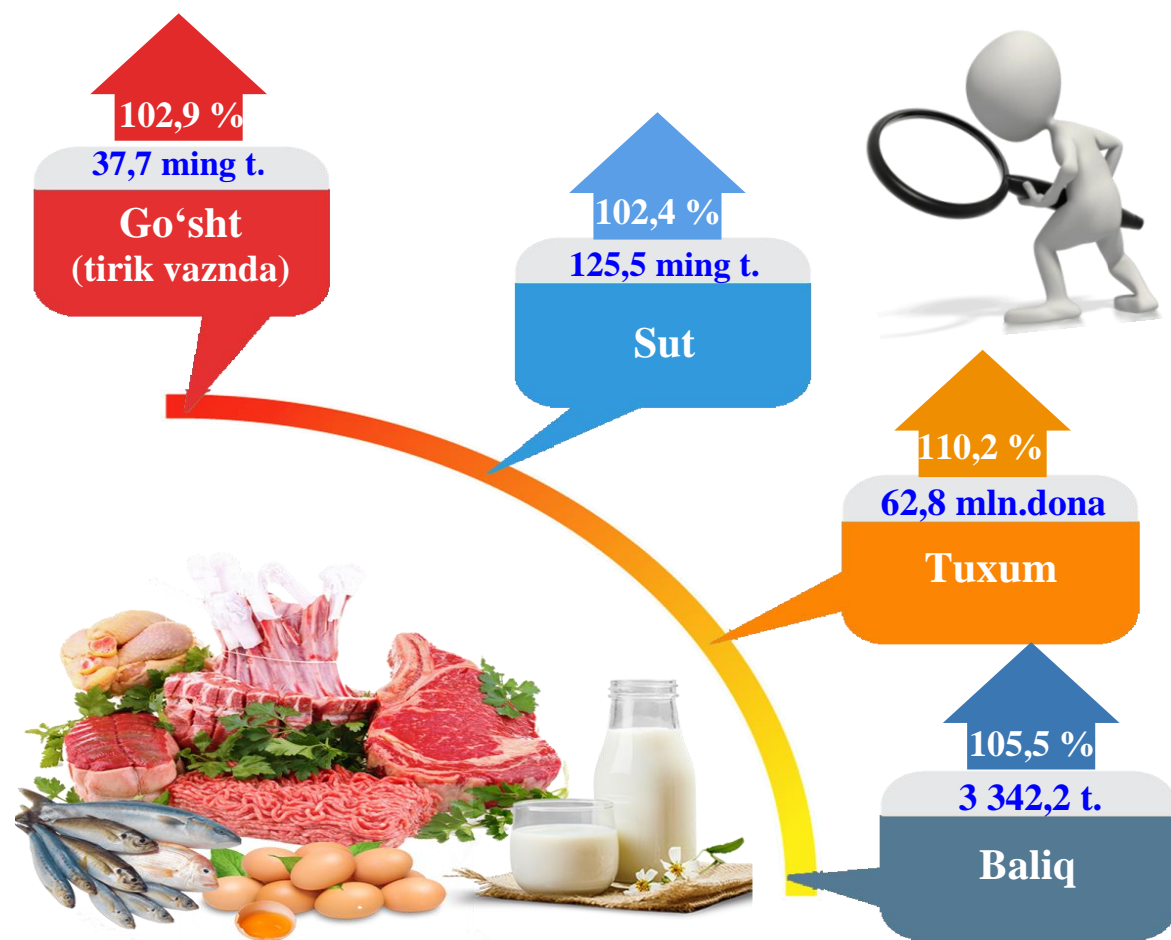 102,9 %
37,7 ming t.
Go‘sht
(tirik vaznda)
102,4 %
125,5 ming t.
Sut
110,2 %
62,8 mln.dona
Tuxum
105,5 %
3 342,2 t.
Baliq